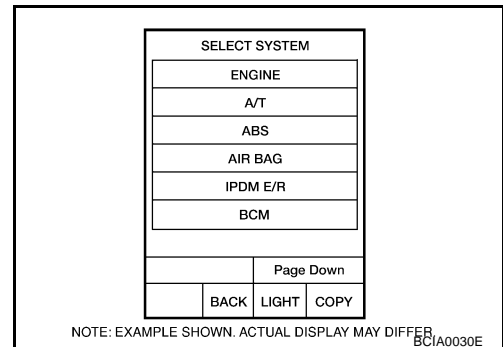 SELECT SYSTEM
ENGINE
A/T
ABS
AIR BAG
IPDM E/R
BCM
Page Down
BACK LIGHT COPY
NOTE: EXAMPLE SHOWN. ACTUAL DISPLAY MAY DIFFER.
BCIA0030E